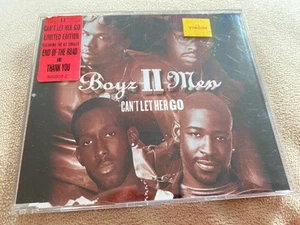 II
CAN'T LET HER GO
LIMITED EDITION
END OF THE ROAD
THANK YOU
Boyz II Men
CAN'T LET HER GO